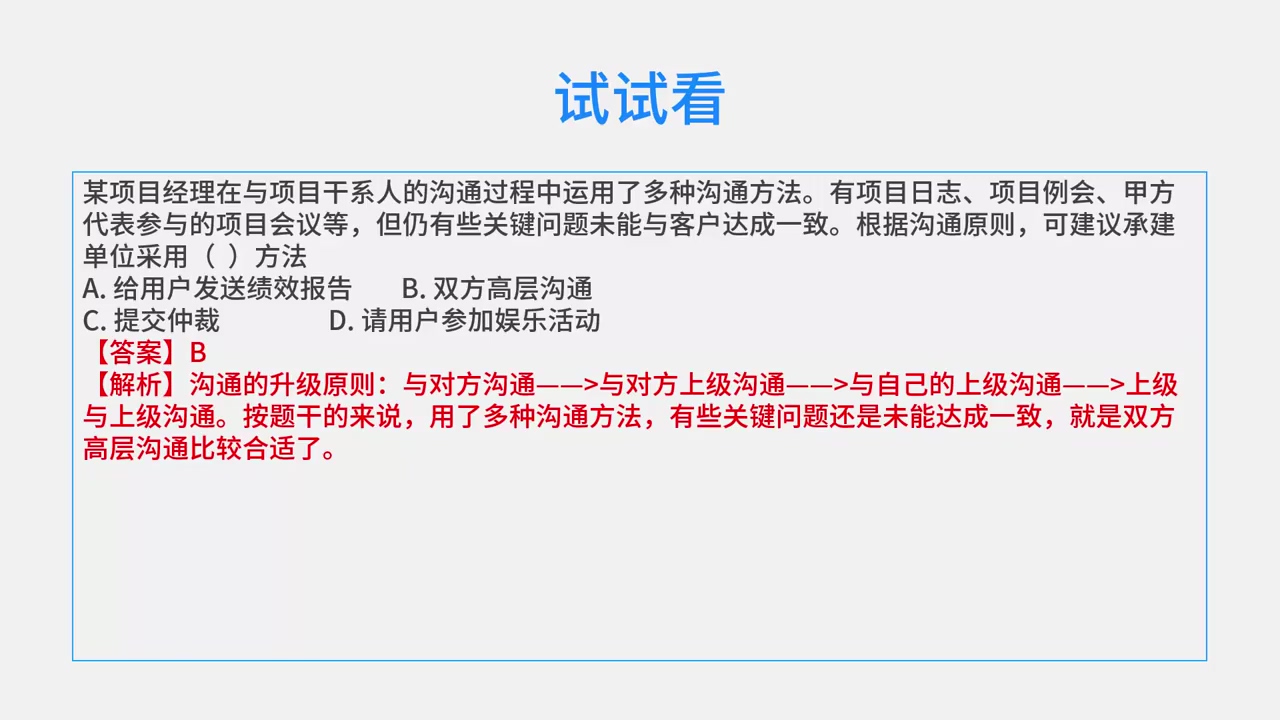 试试看
某项目经理在与项目干系人的沟通过程中运用了多种沟通方法。有项目日志、项目例会、甲方
代表参与的项目会议等，但仍有些关键问题未能与客户达成一致。根据沟通原则，可建议承建
单位采用（ ）方法
A. 给用户发送绩效报告 B. 双方高层沟通
C. 提交仲裁 D. 请用户参加娱乐活动
【答案】B
【解析】沟通的升级原则：与对方沟通——>与对方上级沟通——>与自己的上级沟通——>上级
与上级沟通。按题干的来说，用了多种沟通方法，有些关键问题还是未能达成一致，就是双方
高层沟通比较合适了。